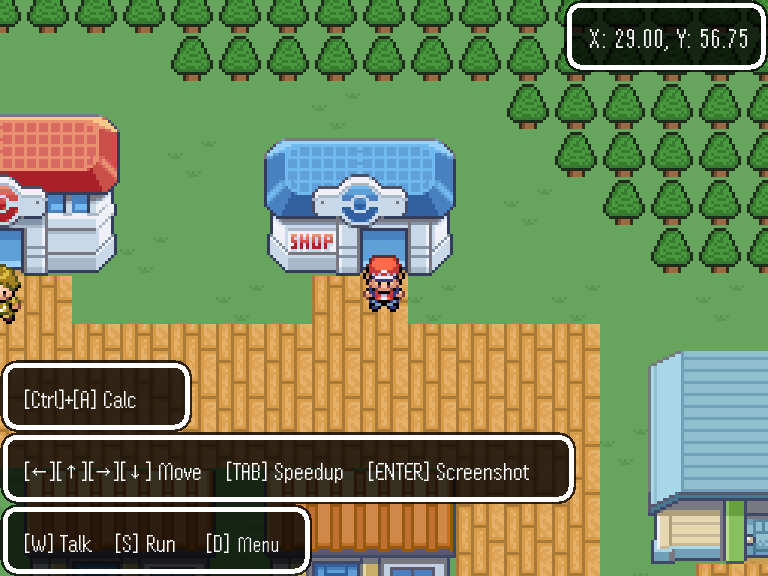 X: 29.00, Y: 56.75
SHOP
[Ctrl]+[A] Calc
[←][↑][→][↓] Move [TAB] Speedup [ENTER] Screenshot
[W] Talk [S] Run [D] Menu